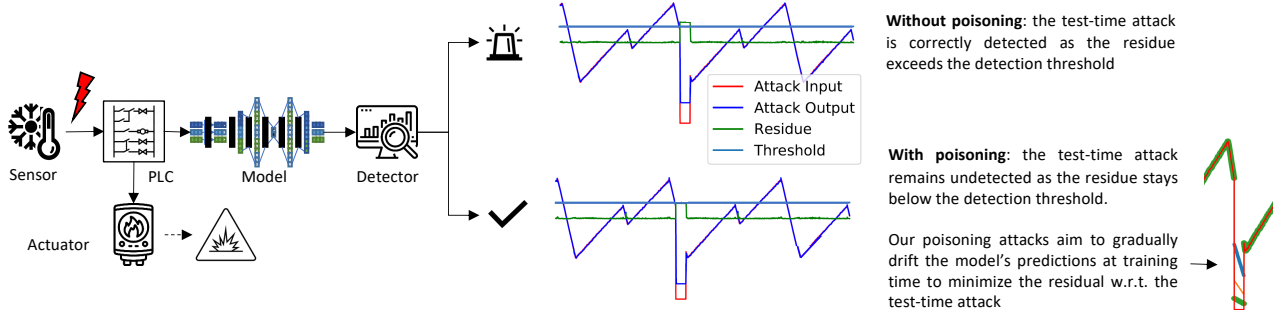 Sensor
PLC
Model
Detector
Actuator
Attack Input
Attack Output
Residue
Threshold
Without poisoning: the test-time attack
is correctly detected as the residue
exceeds the detection threshold
With poisoning: the test-time attack
remains undetected as the residue stays
below the detection threshold.
Our poisoning attacks aim to gradually
drift the model's predictions at training
time to minimize the residual w.r.t. the
test-time attack